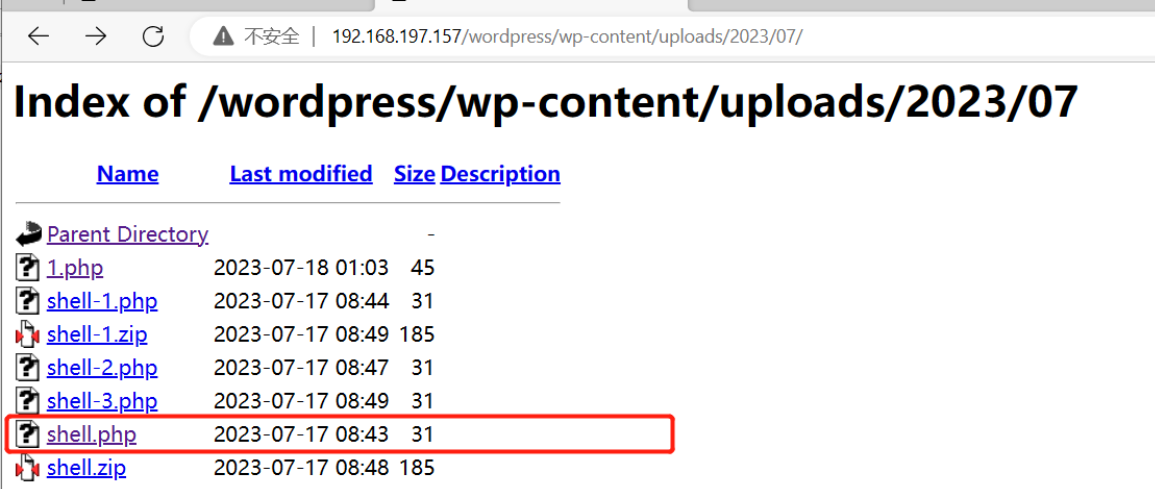 不安全 | 192.168.197.157/wordpress/wp-content/uploads/2023/07/
Index of /wordpress/wp-content/uploads/2023/07
Name Last modified Size Description
Parent Directory -
1.php 2023-07-18 01:03 45
shell-1.php 2023-07-17 08:44 31
shell-1.zip 2023-07-17 08:49 185
shell-2.php 2023-07-17 08:47 31
shell-3.php 2023-07-17 08:49 31
shell.php 2023-07-17 08:43 31
shell.zip 2023-07-17 08:48 185